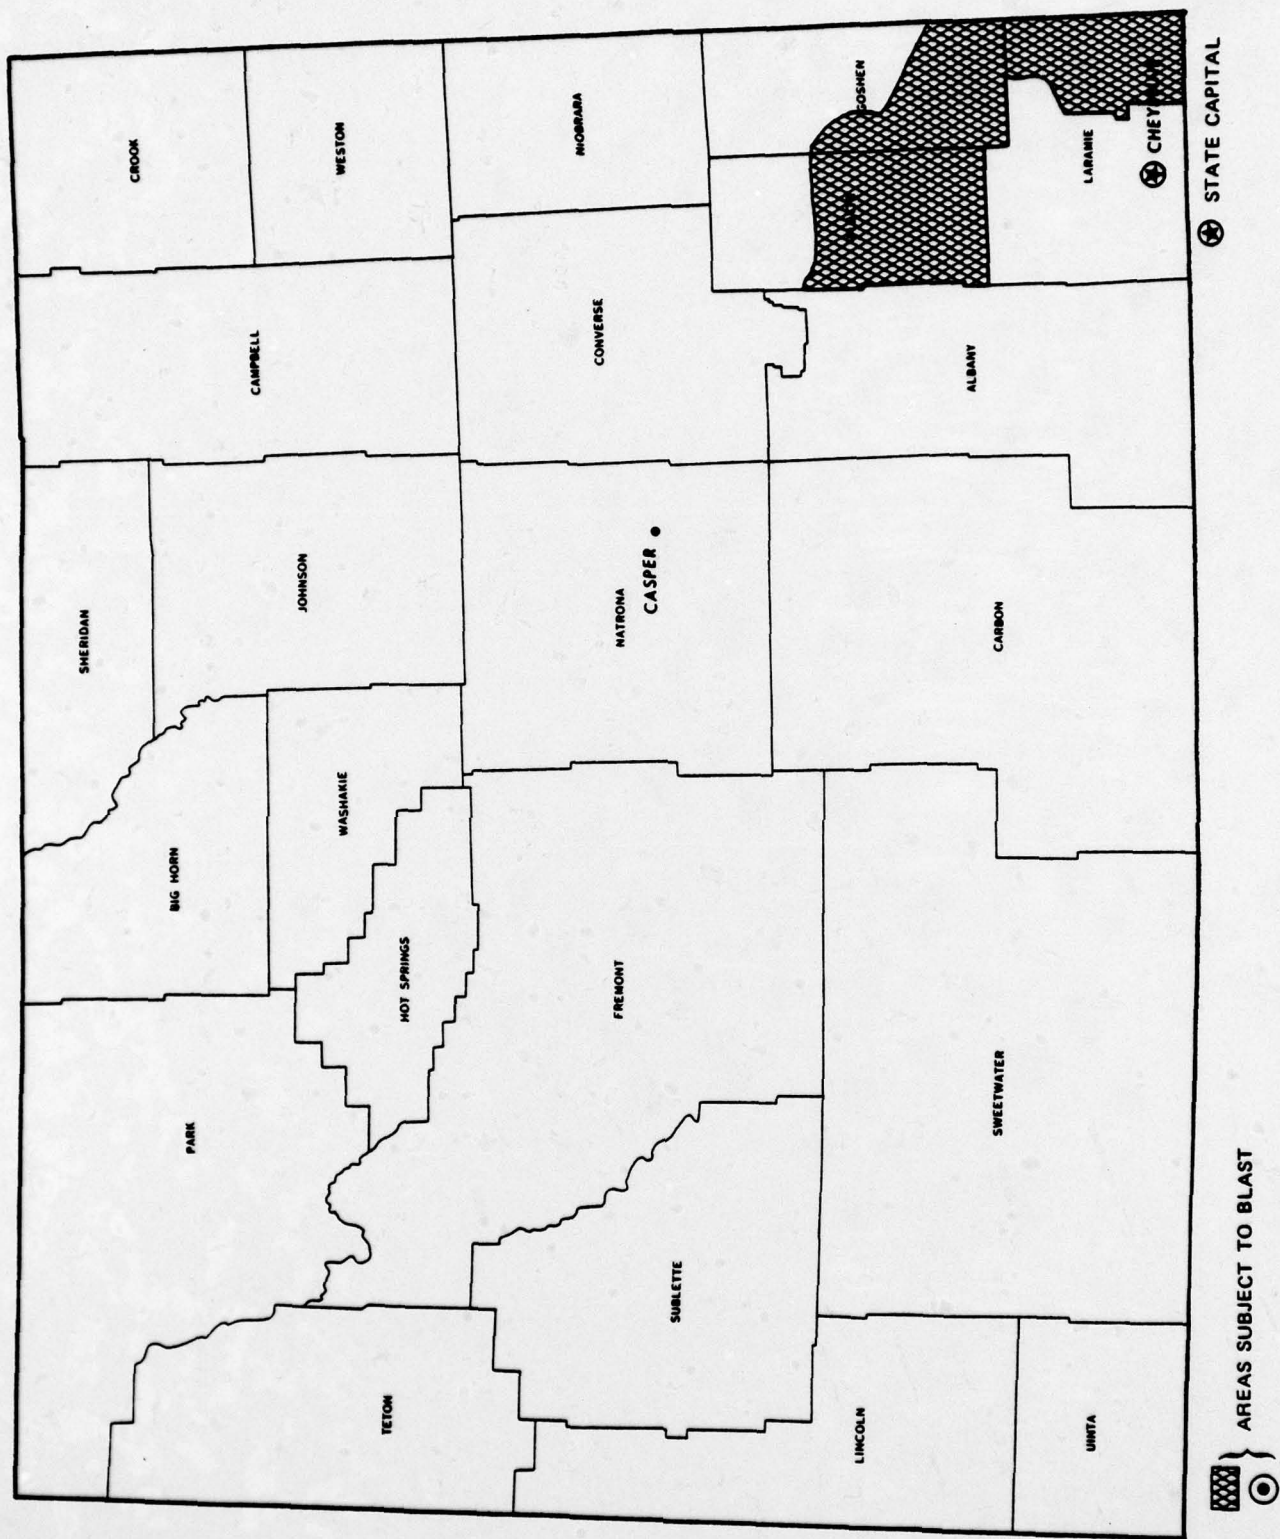 PARK
SHERIDAN
CROOK
BIG HORN
CAMPBELL
JOHNSON
WESTON
WASHAKIE
TETON
HOT SPRINGS
NIOBRARA
CONVERSE
NATRONA
CASPER
FREMONT
SUBLETTE
GOSHEN
LINCOLN
ALBANY
CARBON
SWEETWATER
LARAMIE
UINTA
AREAS SUBJECT TO BLAST
STATE CAPITAL